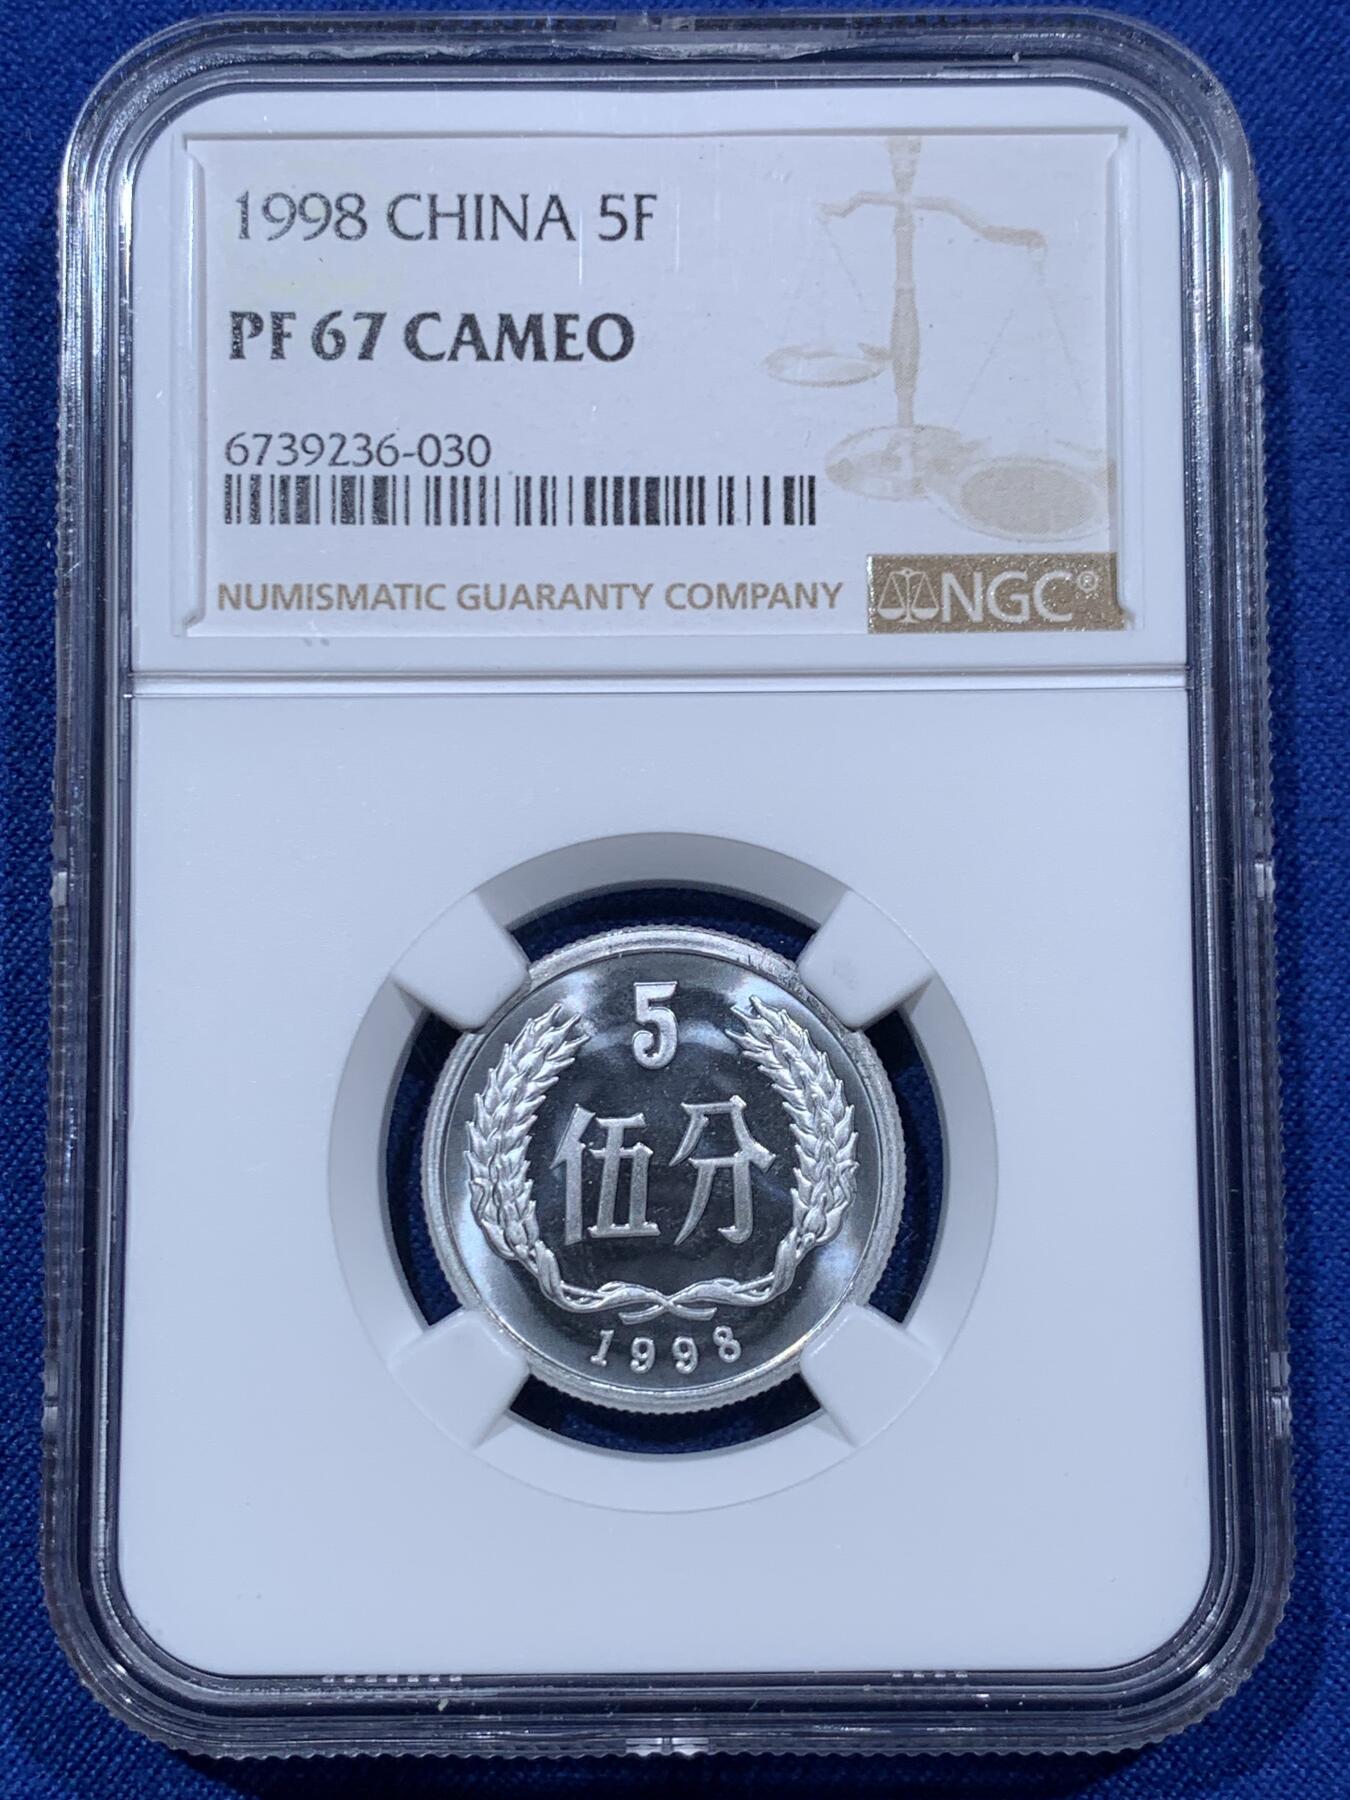 1998 CHINA 5F
PF 67 CAMEO
6739236-030
NUMISMATIC GUARANTY COMPANY
NGC®
5
伍分
1998